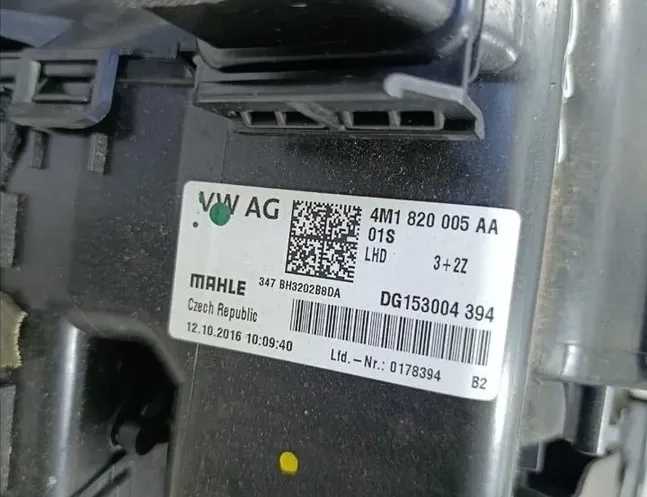 VW AG
4M1 820 005 AA
01S
LHD 3+2Z
MAHLE 347 BH3202B8DA
Czech Republic
DG153004 394
12.10.2016 10:09:40
Lfd.-Nr.: 0178394 B2